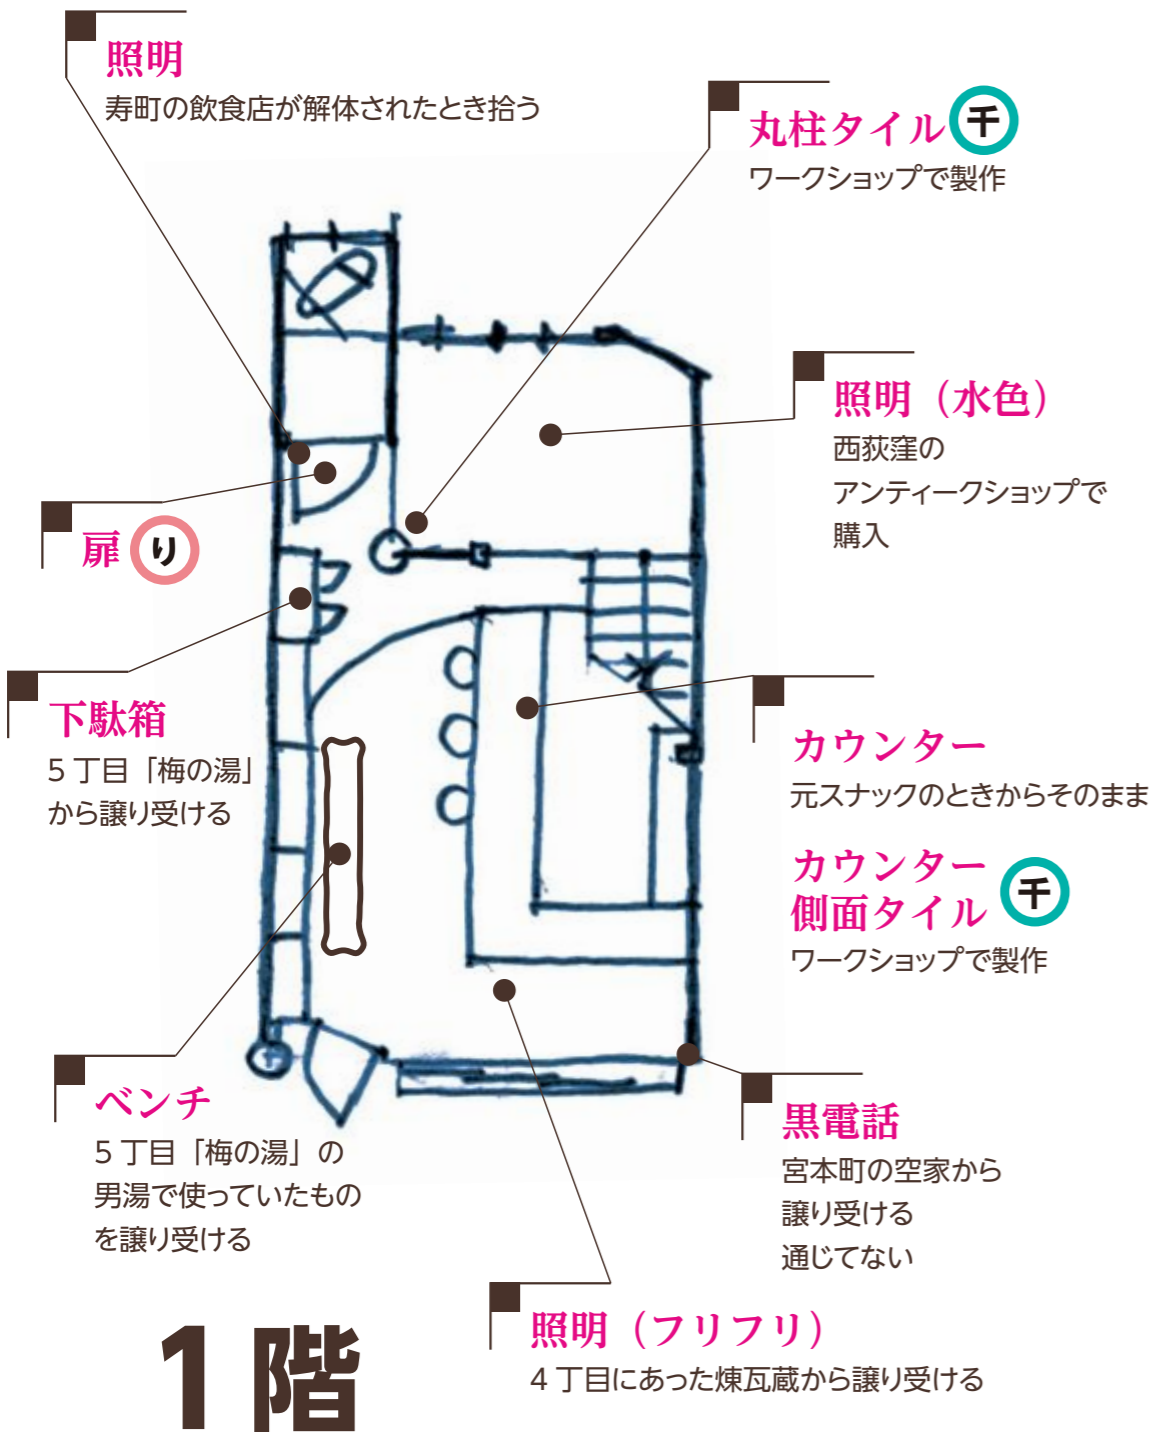 照明
寿町の飲食店が解体されたとき拾う
丸柱タイル 千
ワークショップで製作
照明（水色）
西荻窪の
アンティークショップで
購入
扉 り
下駄箱
5丁目「梅の湯」
から譲り受ける
カウンター
元スナックのときからそのまま
カウンター
側面タイル 千
ワークショップで製作
ベンチ
5丁目「梅の湯」の
男湯で使っていたもの
を譲り受ける
黒電話
宮本町の空家から
譲り受ける
通じてない
照明（フリフリ）
4丁目にあった煉瓦蔵から譲り受ける
1階